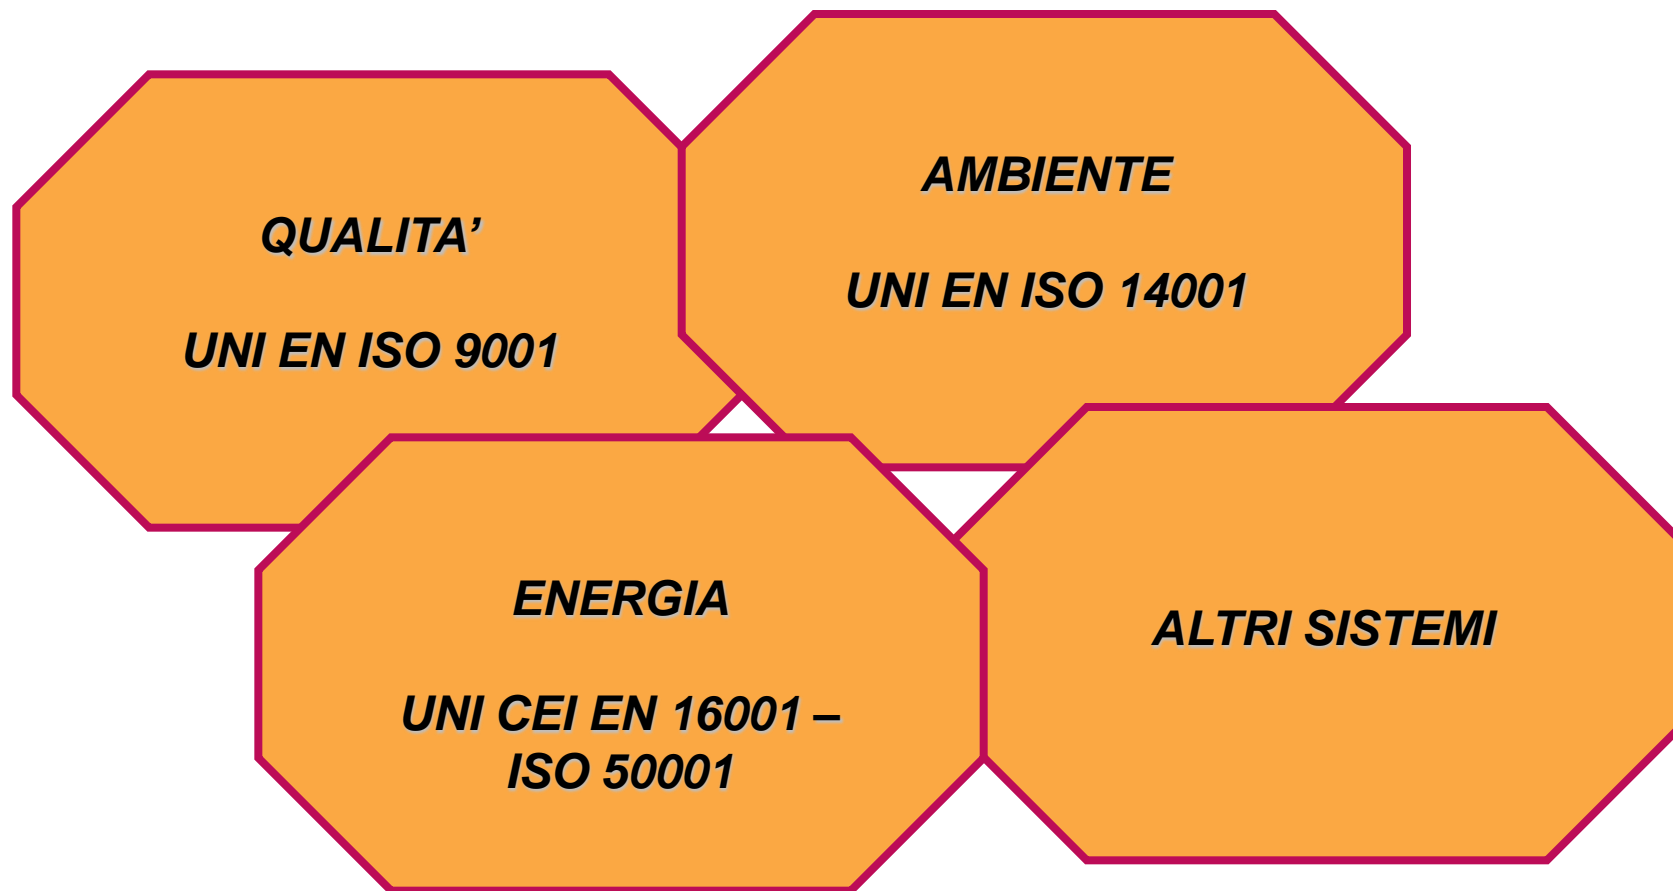 QUALITA’
UNI EN ISO 9001
AMBIENTE
UNI EN ISO 14001
ENERGIA
UNI CEI EN 16001 –
ISO 50001
ALTRI SISTEMI